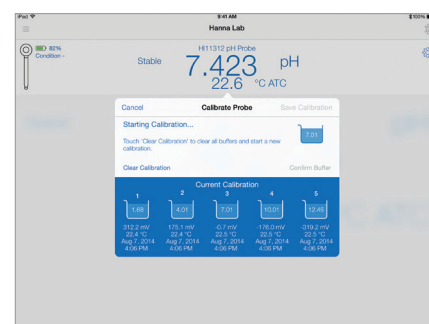 iPad
9:41 AM
100%
Hanna Lab
82%
Condition -
HI11312 pH Probe
Stable
7.423 pH
22.6 °C ATC
Cancel
Calibrate Probe
Save Calibration
Starting Calibration...
7.01
Touch 'Clear Calibration' to clear all buffers and start a new
calibration.
Clear Calibration
Confirm Buffer
Current Calibration
1 2 3 4 5
1.68 4.01 7.01 10.01 12.45
312.2 mV 175.1 mV -0.7 mV -176.0 mV -319.2 mV
22.4 °C 22.4 °C 22.5 °C 22.5 °C 22.5 °C
Aug 7, 2014 Aug 7, 2014 Aug 7, 2014 Aug 7, 2014 Aug 7, 2014
4:06 PM 4:06 PM 4:06 PM 4:06 PM 4:06 PM